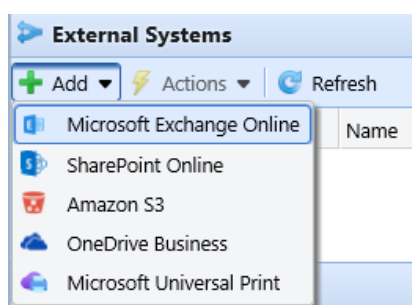 External Systems
Add Actions Refresh
Microsoft Exchange Online
Name
SharePoint Online
Amazon S3
OneDrive Business
Microsoft Universal Print